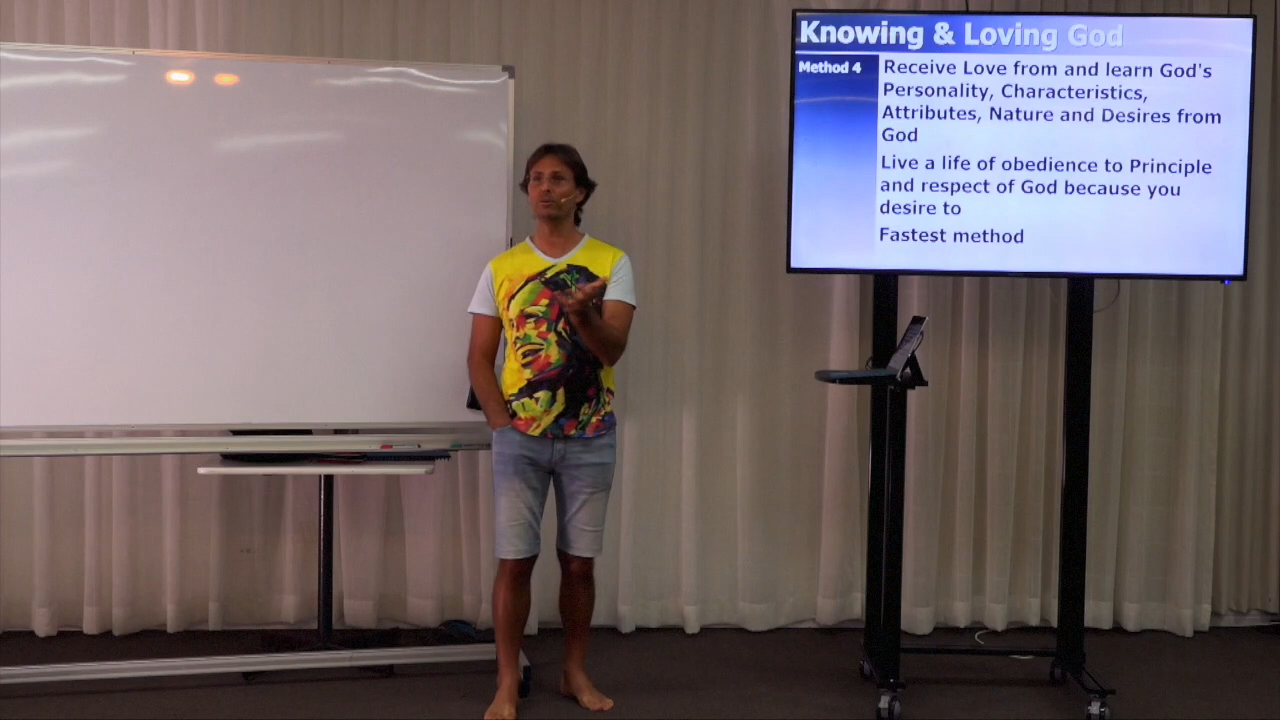 Knowing & Loving God
Method 4
Receive Love from and learn God's
Personality, Characteristics,
Attributes, Nature and Desires from
God
Live a life of obedience to Principle
and respect of God because you
desire to
Fastest method